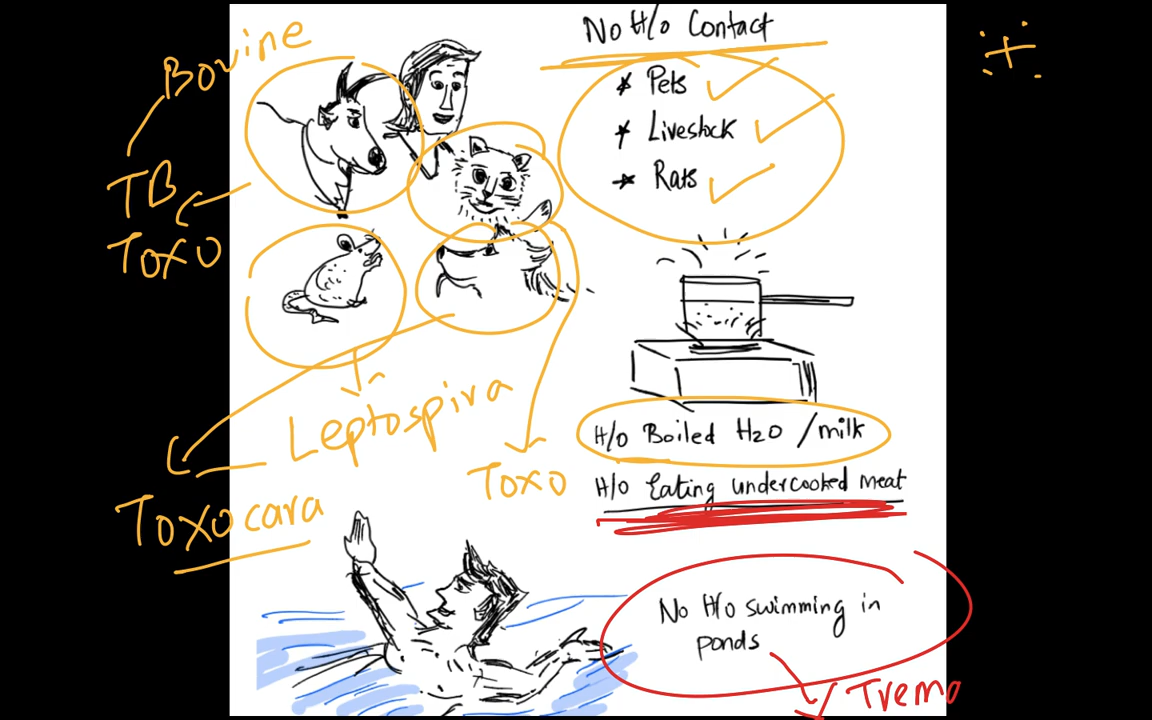 Bovine
TB
Toxo
No H/o Contact
* Pets
* Livestock
* Rats
Leptospira
Toxo
Toxocara
H/O Boiled H2O / milk
H/O Eating undercooked meat
No H/o swimming in
ponds
Trema